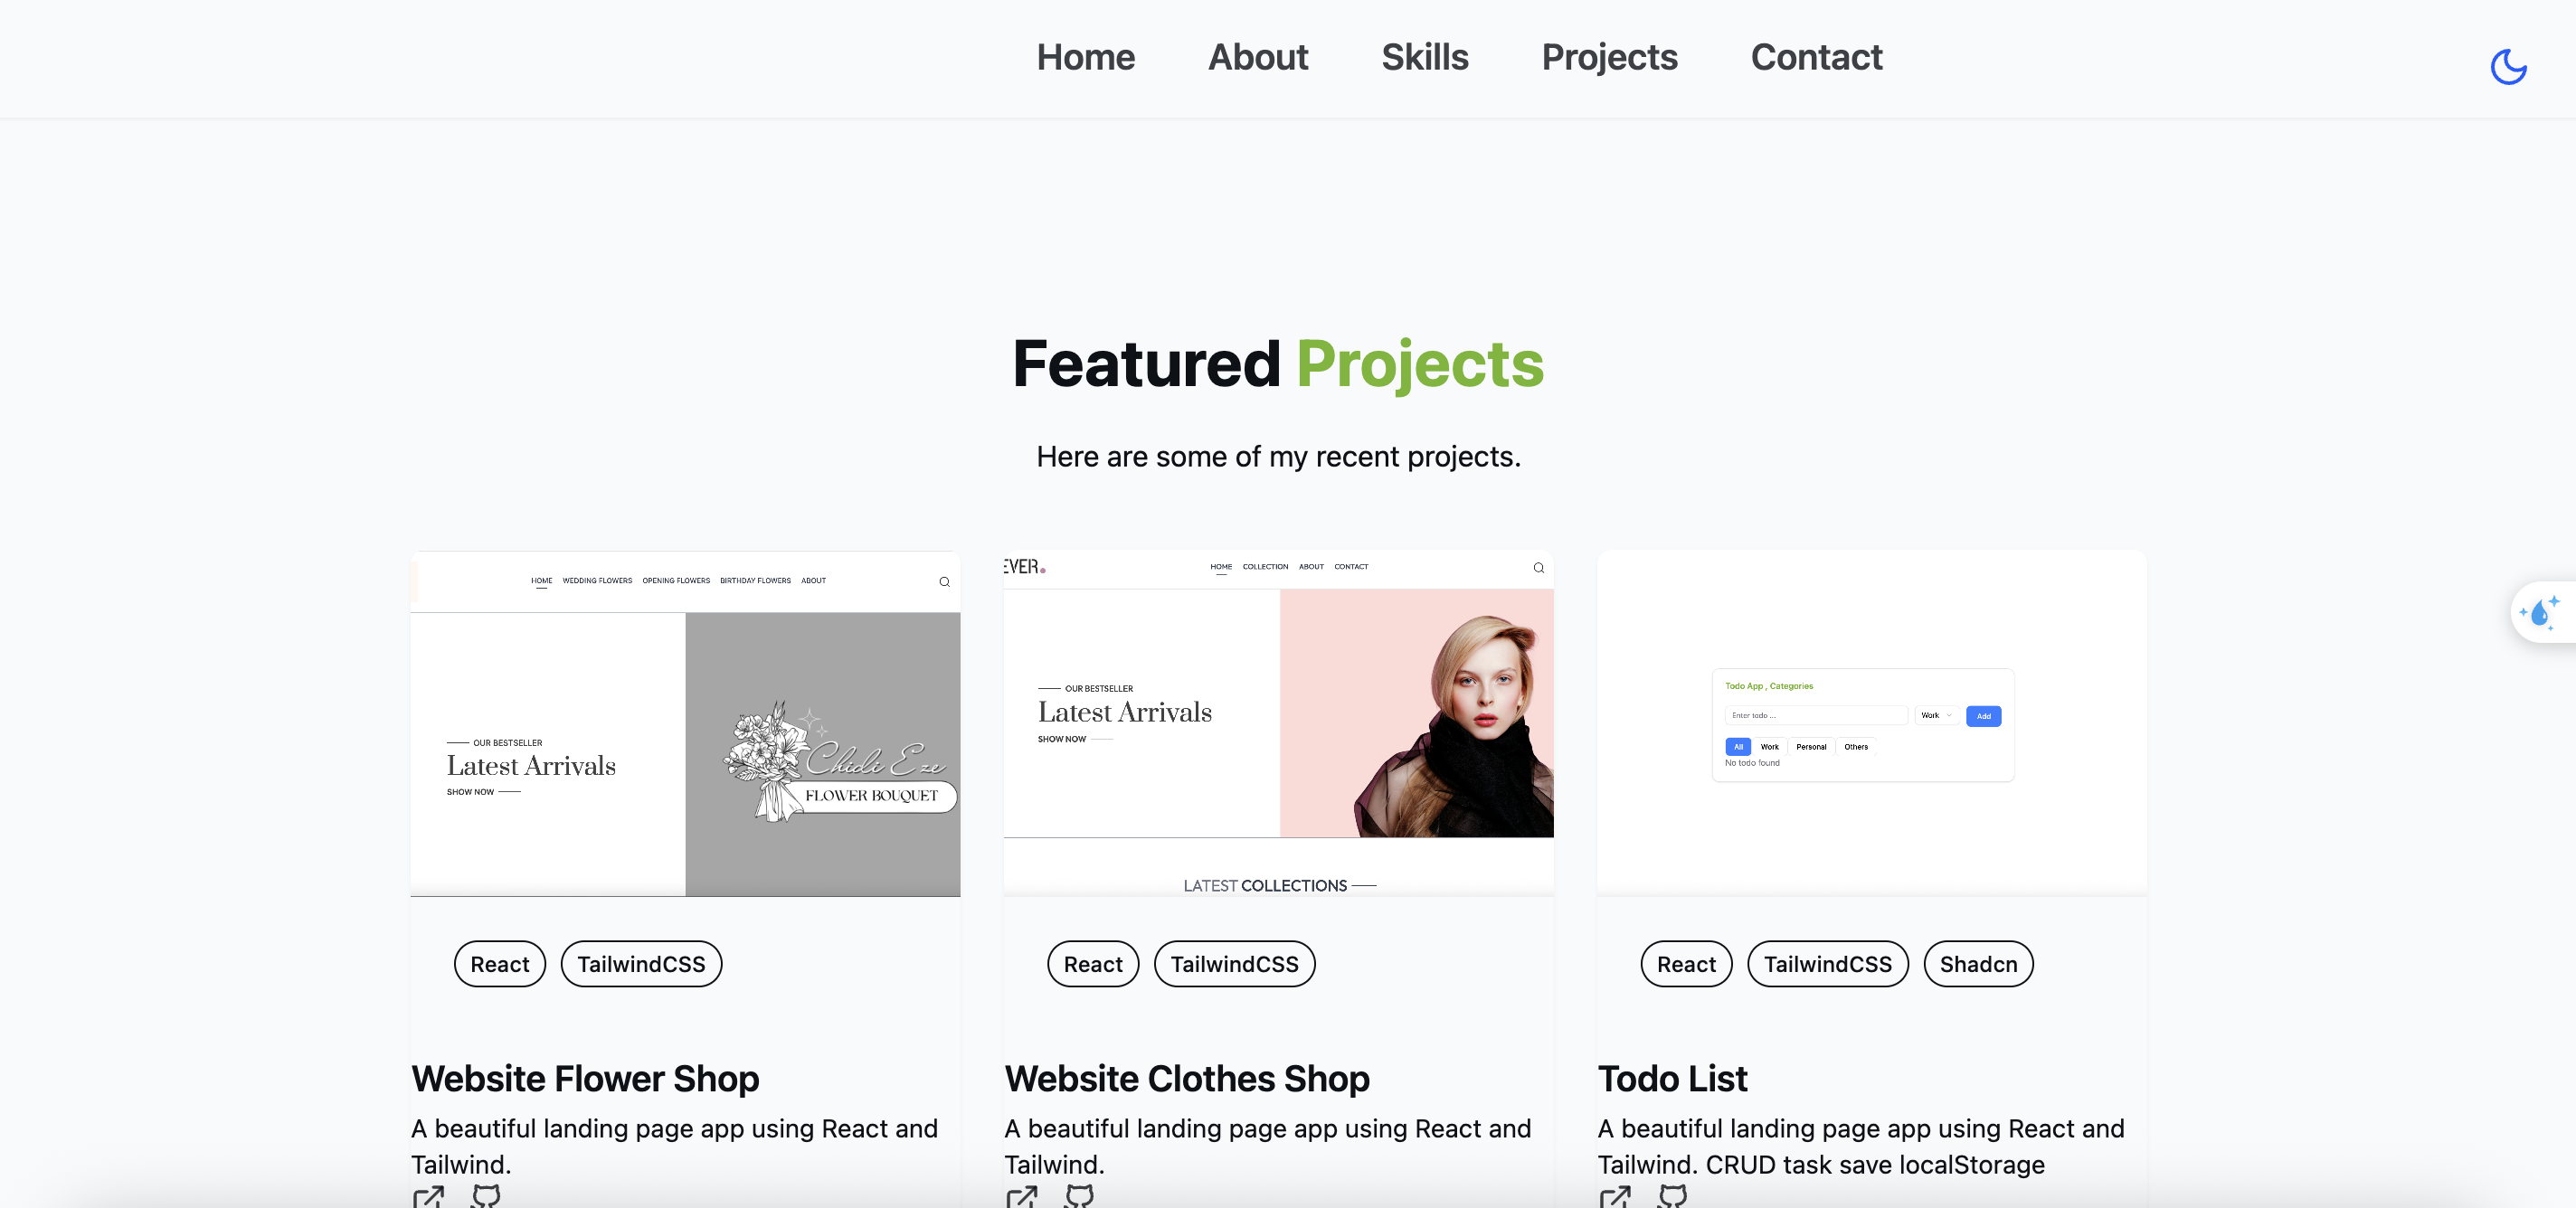 Home About Skills Projects Contact
Featured Projects
Here are some of my recent projects.
HOME WEDDING FLOWERS OPENING FLOWERS BIRTHDAY FLOWERS ABOUT
OUR BESTSELLER
Latest Arrivals
SHOW NOW
Chidi Eze
FLOWER BOUQUET
React TailwindCSS
Website Flower Shop
A beautiful landing page app using React and
Tailwind.
EVER.
HOME COLLECTION ABOUT CONTACT
OUR BESTSELLER
Latest Arrivals
SHOW NOW
LATEST COLLECTIONS
React TailwindCSS
Website Clothes Shop
A beautiful landing page app using React and
Tailwind.
Todo App , Categories
Enter todo ... Work Add
All Work Personal Others
No todo found
React TailwindCSS Shadcn
Todo List
A beautiful landing page app using React and
Tailwind. CRUD task save localStorage